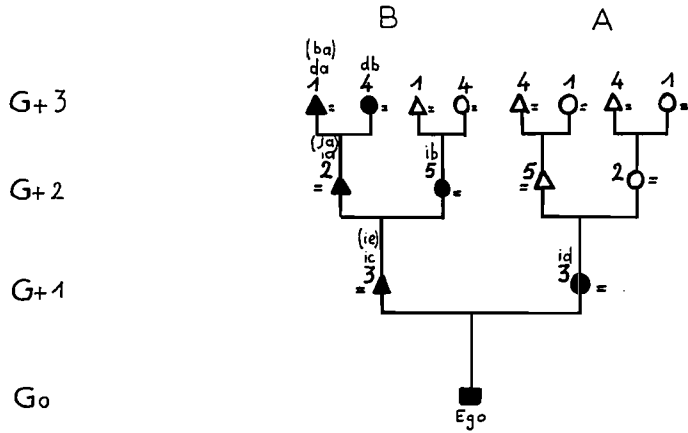 B A
(ba)
da db
G+3 1 4 1 4 4 1 4 1
(Ja)
ia ib
G+2 2 5 5 2
(ie)
ic id
G+1 3 3
Go
Ego